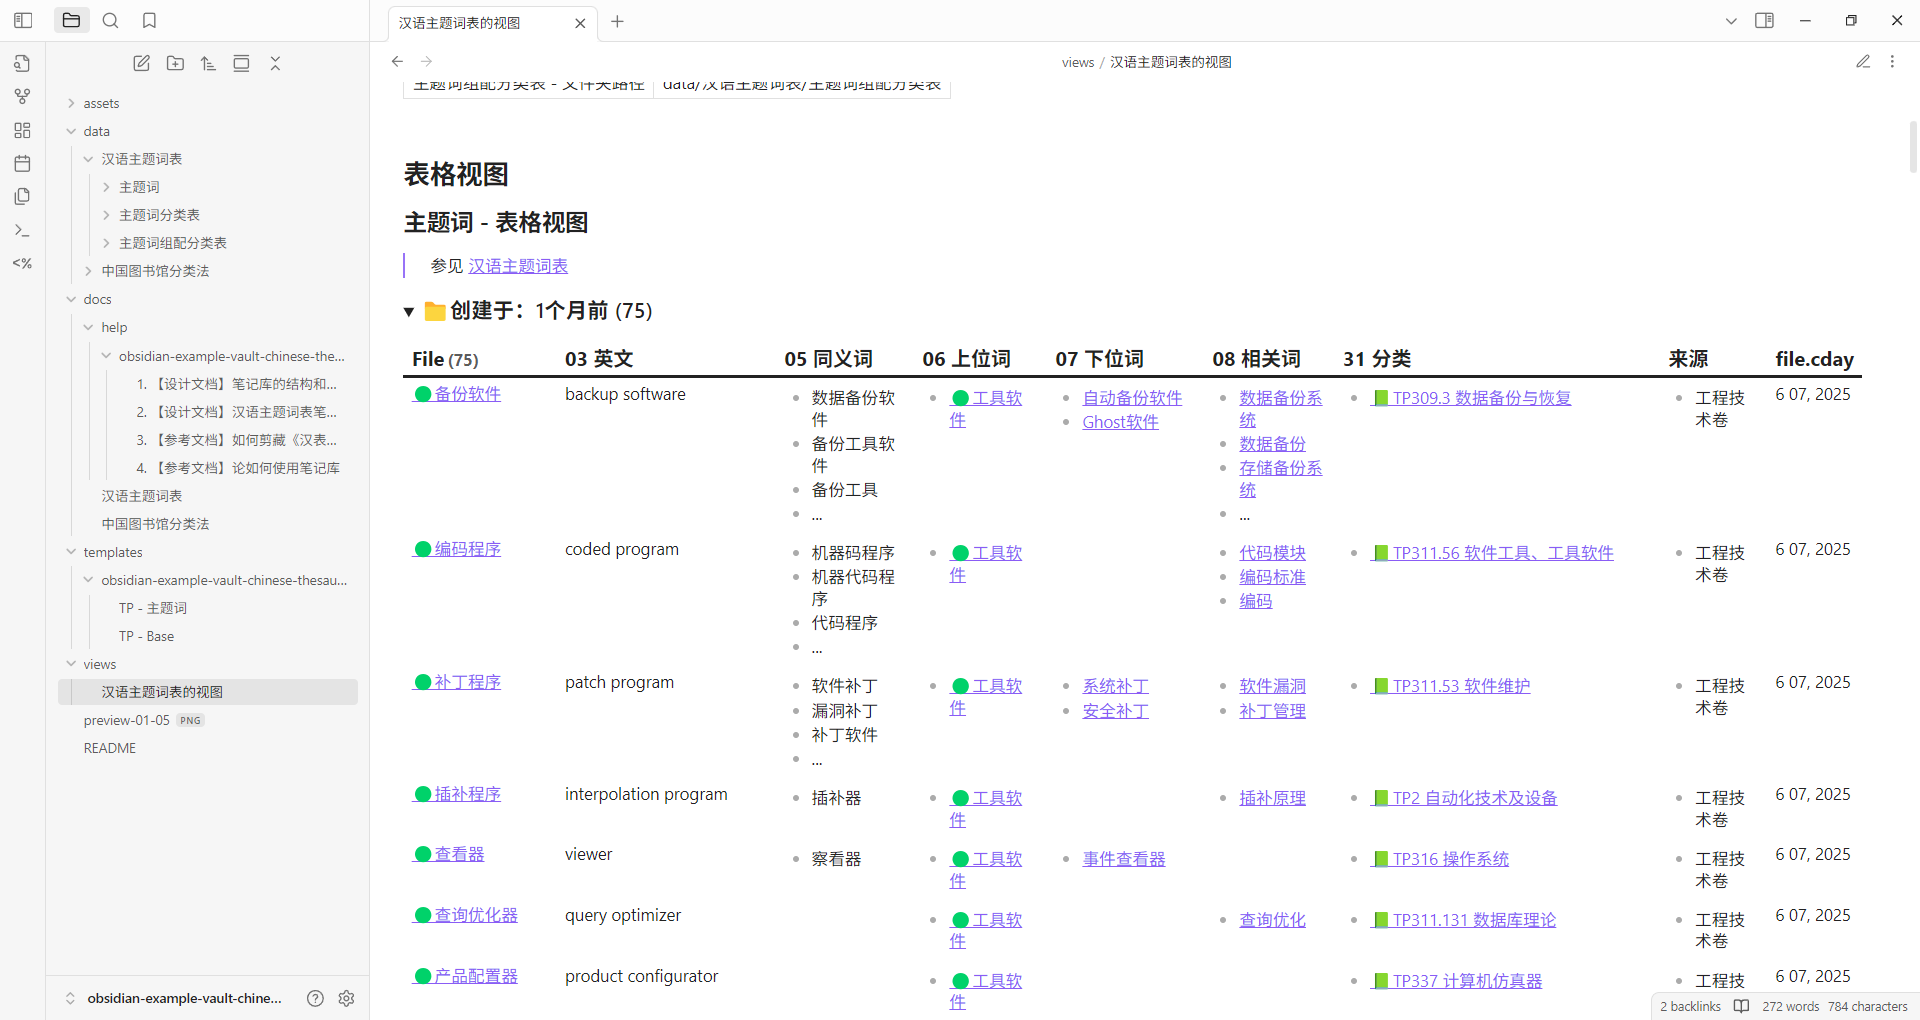 汉语主题词表的视图
assets
data
汉语主题词表
主题词
主题词分类表
主题词组配分类表
中国图书馆分类法
docs
help
obsidian-example-vault-chinese-the...
1. 【设计文档】笔记库的结构和...
2. 【设计文档】汉语主题词表笔...
3. 【参考文档】如何剪藏《汉表...
4. 【参考文档】论如何使用笔记库
汉语主题词表
中国图书馆分类法
templates
obsidian-example-vault-chinese-thesau...
TP - 主题词
TP - Base
views
汉语主题词表的视图
preview-01-05 PNG
README
obsidian-example-vault-chine...
views / 汉语主题词表的视图
主题词组配分类表 - 文件夹路径 data/汉语主题词表/主题词组配分类表
表格视图
主题词 - 表格视图
参见 汉语主题词表
创建于：1个月前 (75)
File (75) 03 英文 05 同义词 06 上位词 07 下位词 08 相关词 31 分类 来源 file.cday
备份软件 backup software 数据备份软 工具软 自动备份软件 数据备份系 TP309.3 数据备份与恢复 工程技 6 07, 2025
件 件 Ghost软件 统 术卷
备份工具软 数据备份
件 存储备份系
备份工具 统
... ...
编码程序 coded program 机器码程序 工具软 代码模块 TP311.56 软件工具、工具软件 工程技 6 07, 2025
机器代码程 件 编码标准 术卷
序 编码
代码程序
...
补丁程序 patch program 软件补丁 工具软 系统补丁 软件漏洞 TP311.53 软件维护 工程技 6 07, 2025
漏洞补丁 件 安全补丁 补丁管理 术卷
补丁软件
...
插补程序 interpolation program 插补器 工具软 插补原理 TP2 自动化技术及设备 工程技 6 07, 2025
件 术卷
查看器 viewer 察看器 工具软 事件查看器 TP316 操作系统 工程技 6 07, 2025
件 术卷
查询优化器 query optimizer 工具软 查询优化 TP311.131 数据库理论 工程技 6 07, 2025
件 术卷
产品配置器 product configurator 工具软 TP337 计算机仿真器 工程技 6 07, 2025
件
2 backlinks 272 words 784 characters